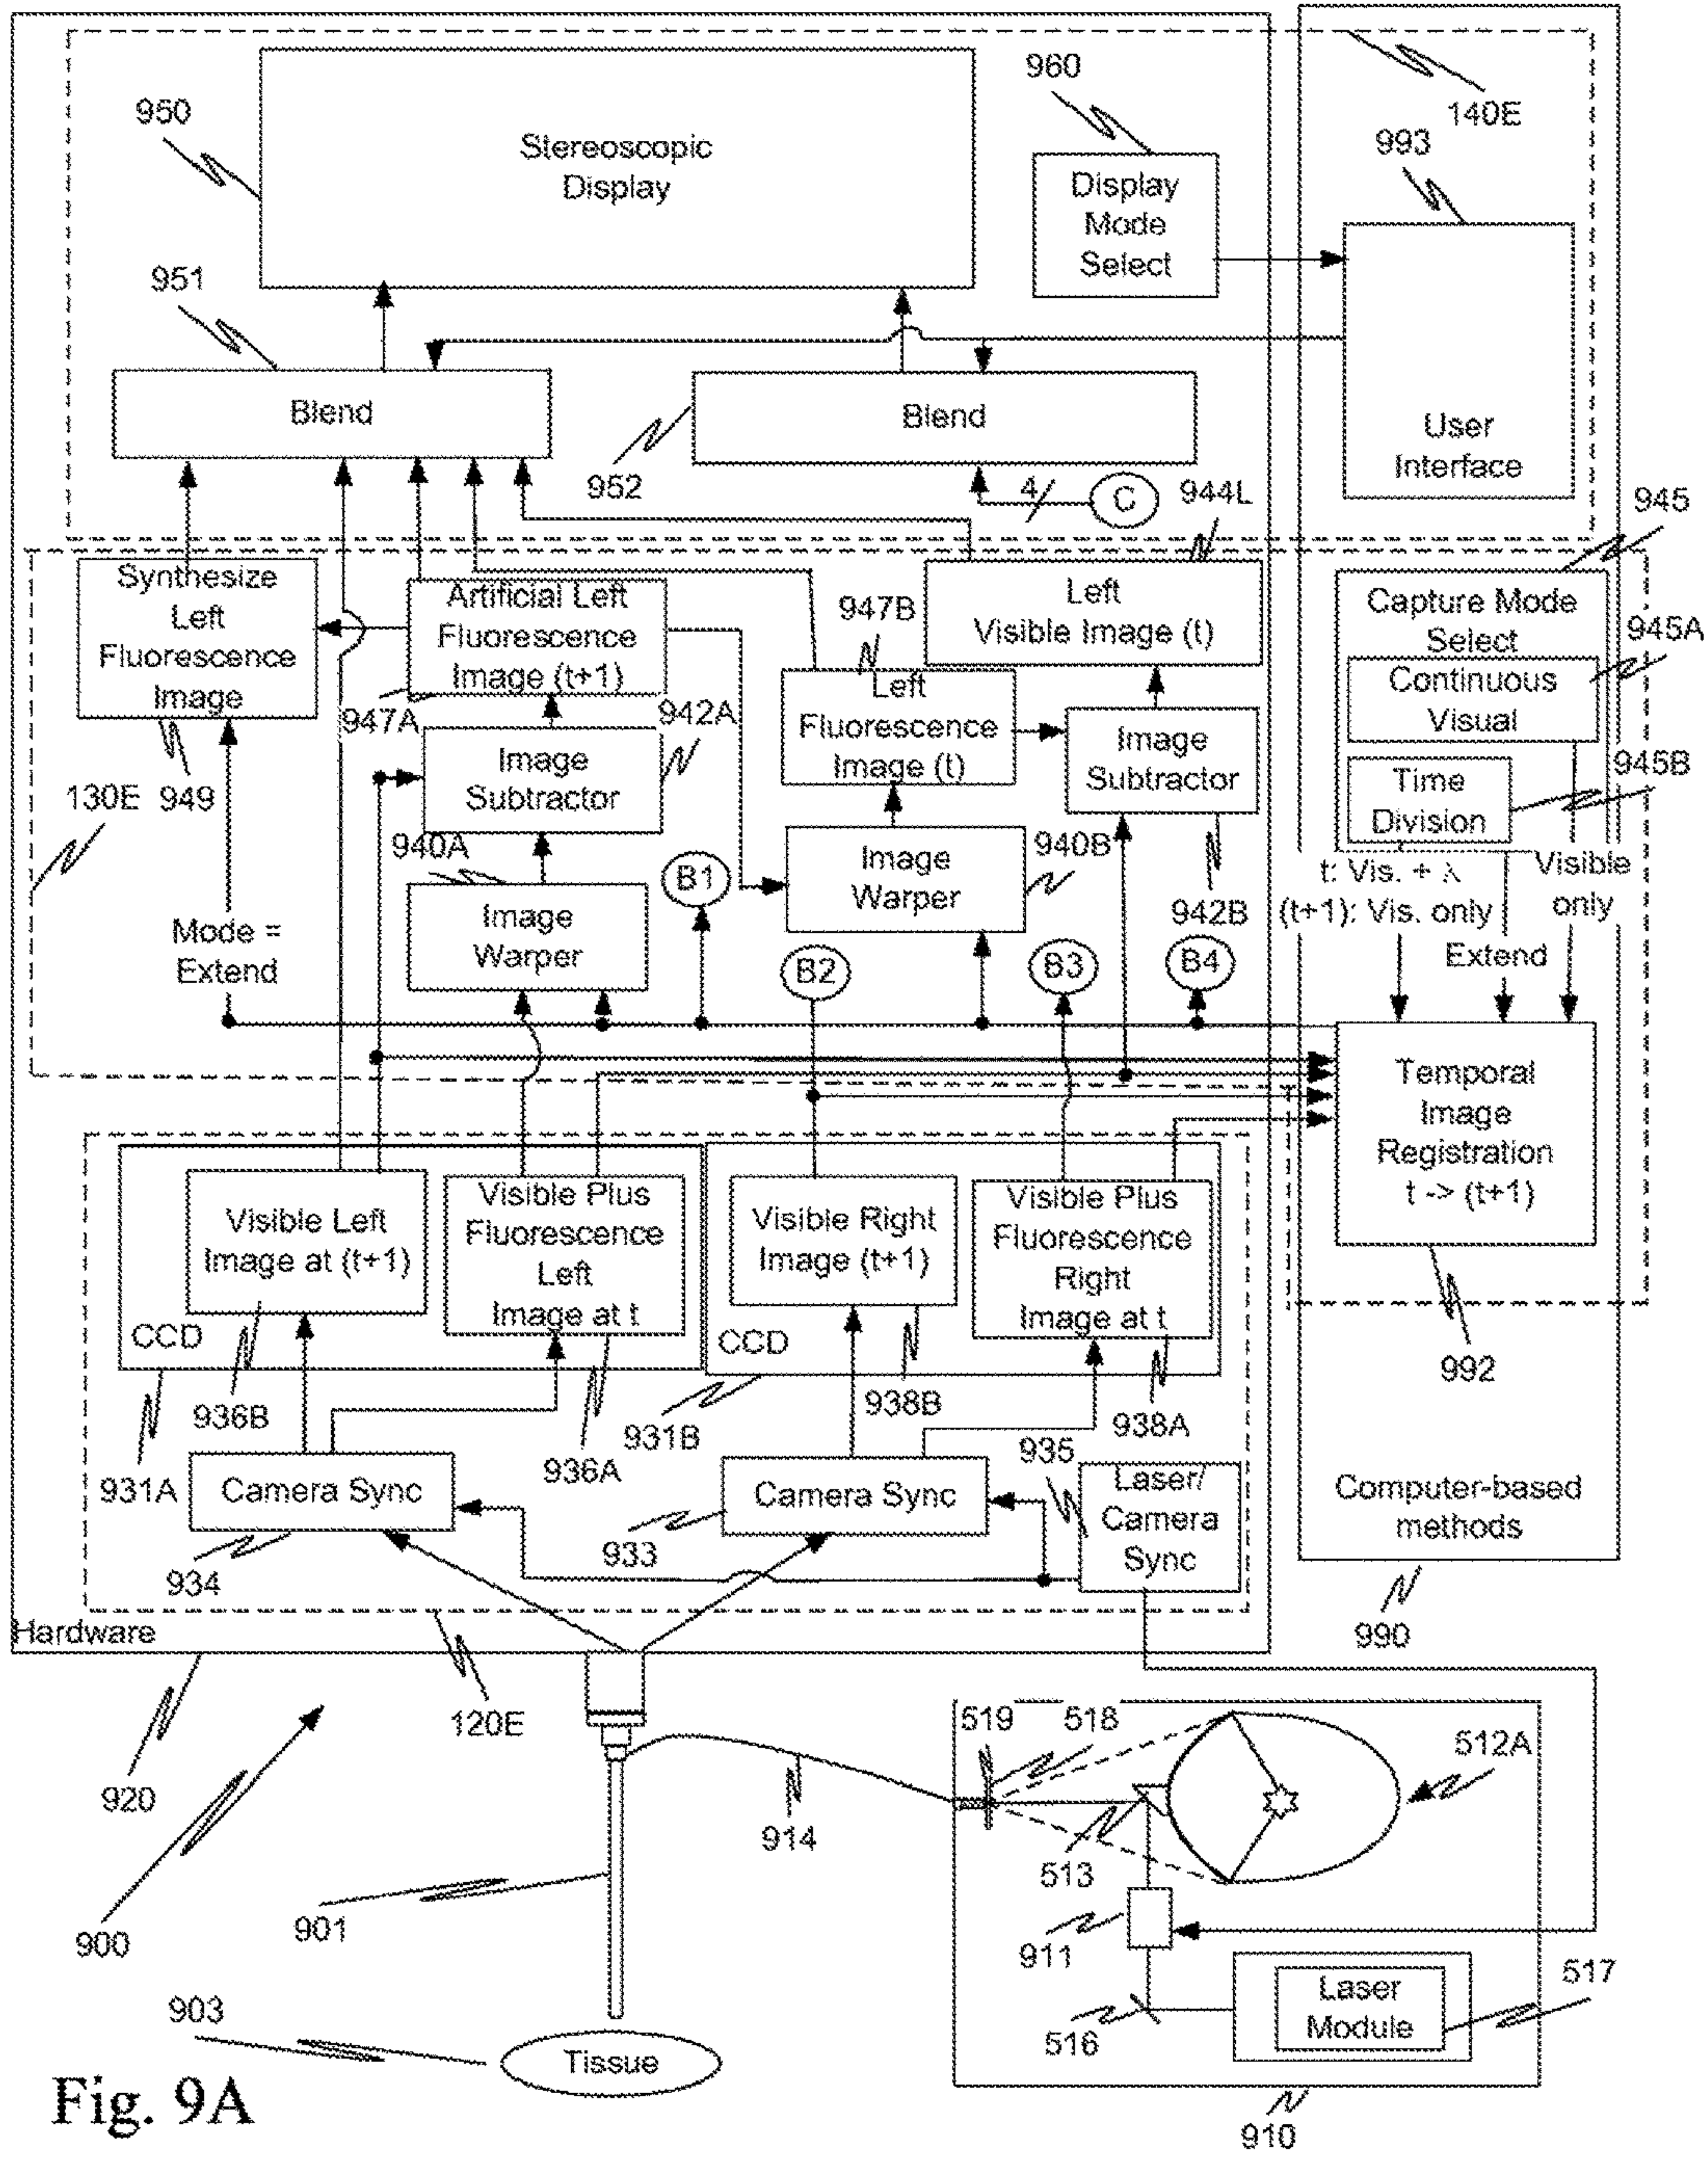 960
140E
950
993
Stereoscopic
Display
Display
Mode
Select
951
Blend
Blend
User
Interface
952
4
C
944L
945
Synthesize
Left
Fluorescence
Image
Artificial Left
Fluorescence
Image (t+1)
947B
Left
Visible Image (t)
Capture Mode
Select
945A
Continuous
Visual
947A
942A
Left
Fluorescence
Image (t)
Image
Subtractor
Image
Subtractor
945B
Time
Division
130E
949
940A
B1
Image
Warper
940B
942B
t: Vis. + λ
(t+1): Vis. only
Visible
only
Extend
Mode =
Extend
Image
Warper
B2
B3
B4
Temporal
Image
Registration
t -> (t+1)
Visible Left
Image at (t+1)
Visible Plus
Fluorescence
Left
Image at t
Visible Right
Image (t+1)
Visible Plus
Fluorescence
Right
Image at t
CCD
CCD
992
936B
938B
931B
938A
931A
936A
935
Camera Sync
Camera Sync
Laser/
Camera
Sync
Computer-based
methods
933
934
Hardware
990
120E
519
518
512A
920
914
513
901
911
900
517
Laser
Module
516
903
Tissue
Fig. 9A
910